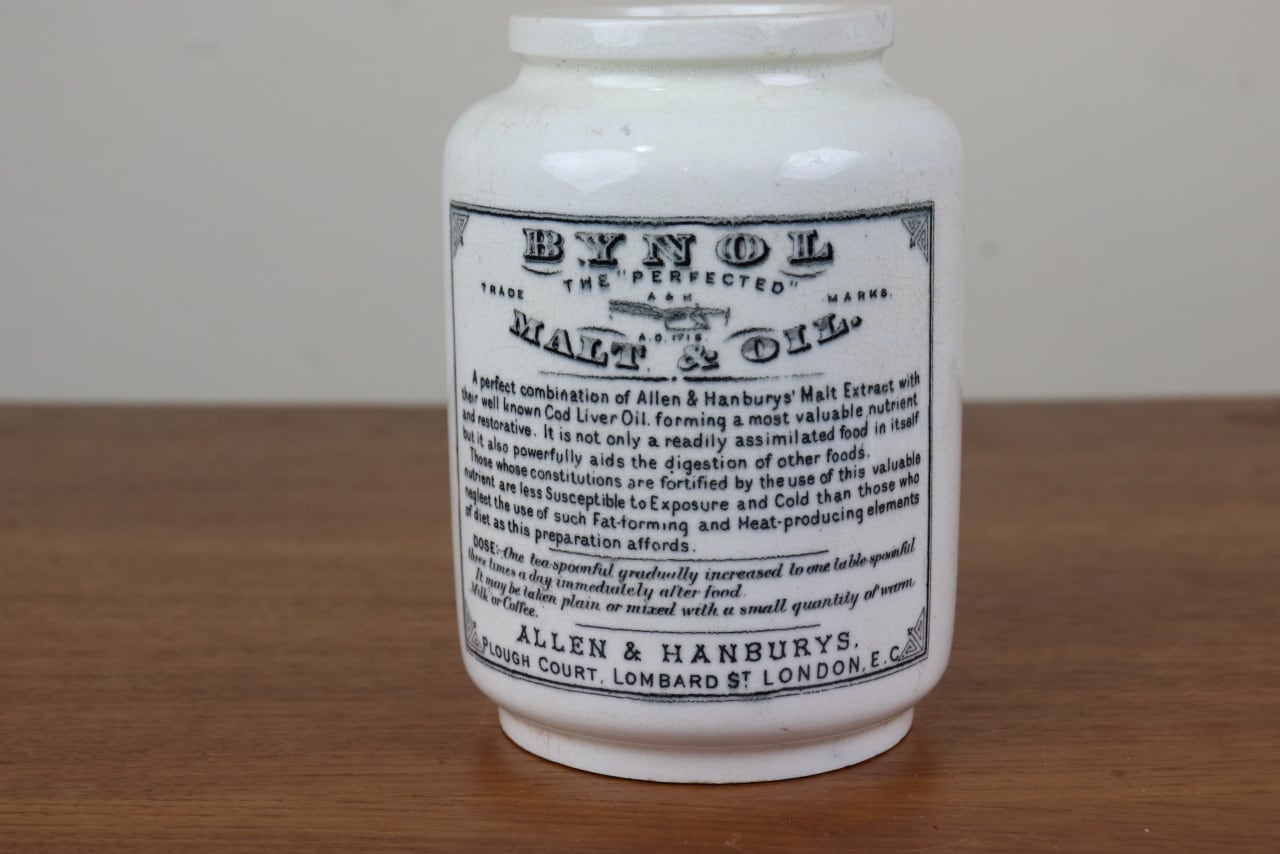 BYNOL
THE "PERFECTED"
TRADE A & H MARKS.
A.D. 1715.
MALT & OIL.
A perfect combination of Allen & Hanburys' Malt Extract with
their well known Cod Liver Oil. forming a most valuable nutrient
and restorative. It is not only a readily assimilated food in itself
but it also powerfully aids the digestion of other foods.
Those whose constitutions are fortified by the use of this valuable
nutrient are less Susceptible to Exposure and Cold than those who
neglect the use of such Fat-forming and Heat-producing elements
of diet as this preparation affords.
DOSE:-One tea-spoonful gradually increased to one table-spoonful
three times a day immediately after food.
It may be taken plain or mixed with a small quantity of warm
Milk or Coffee.
ALLEN & HANBURYS,
PLOUGH COURT, LOMBARD ST. LONDON, E.C.